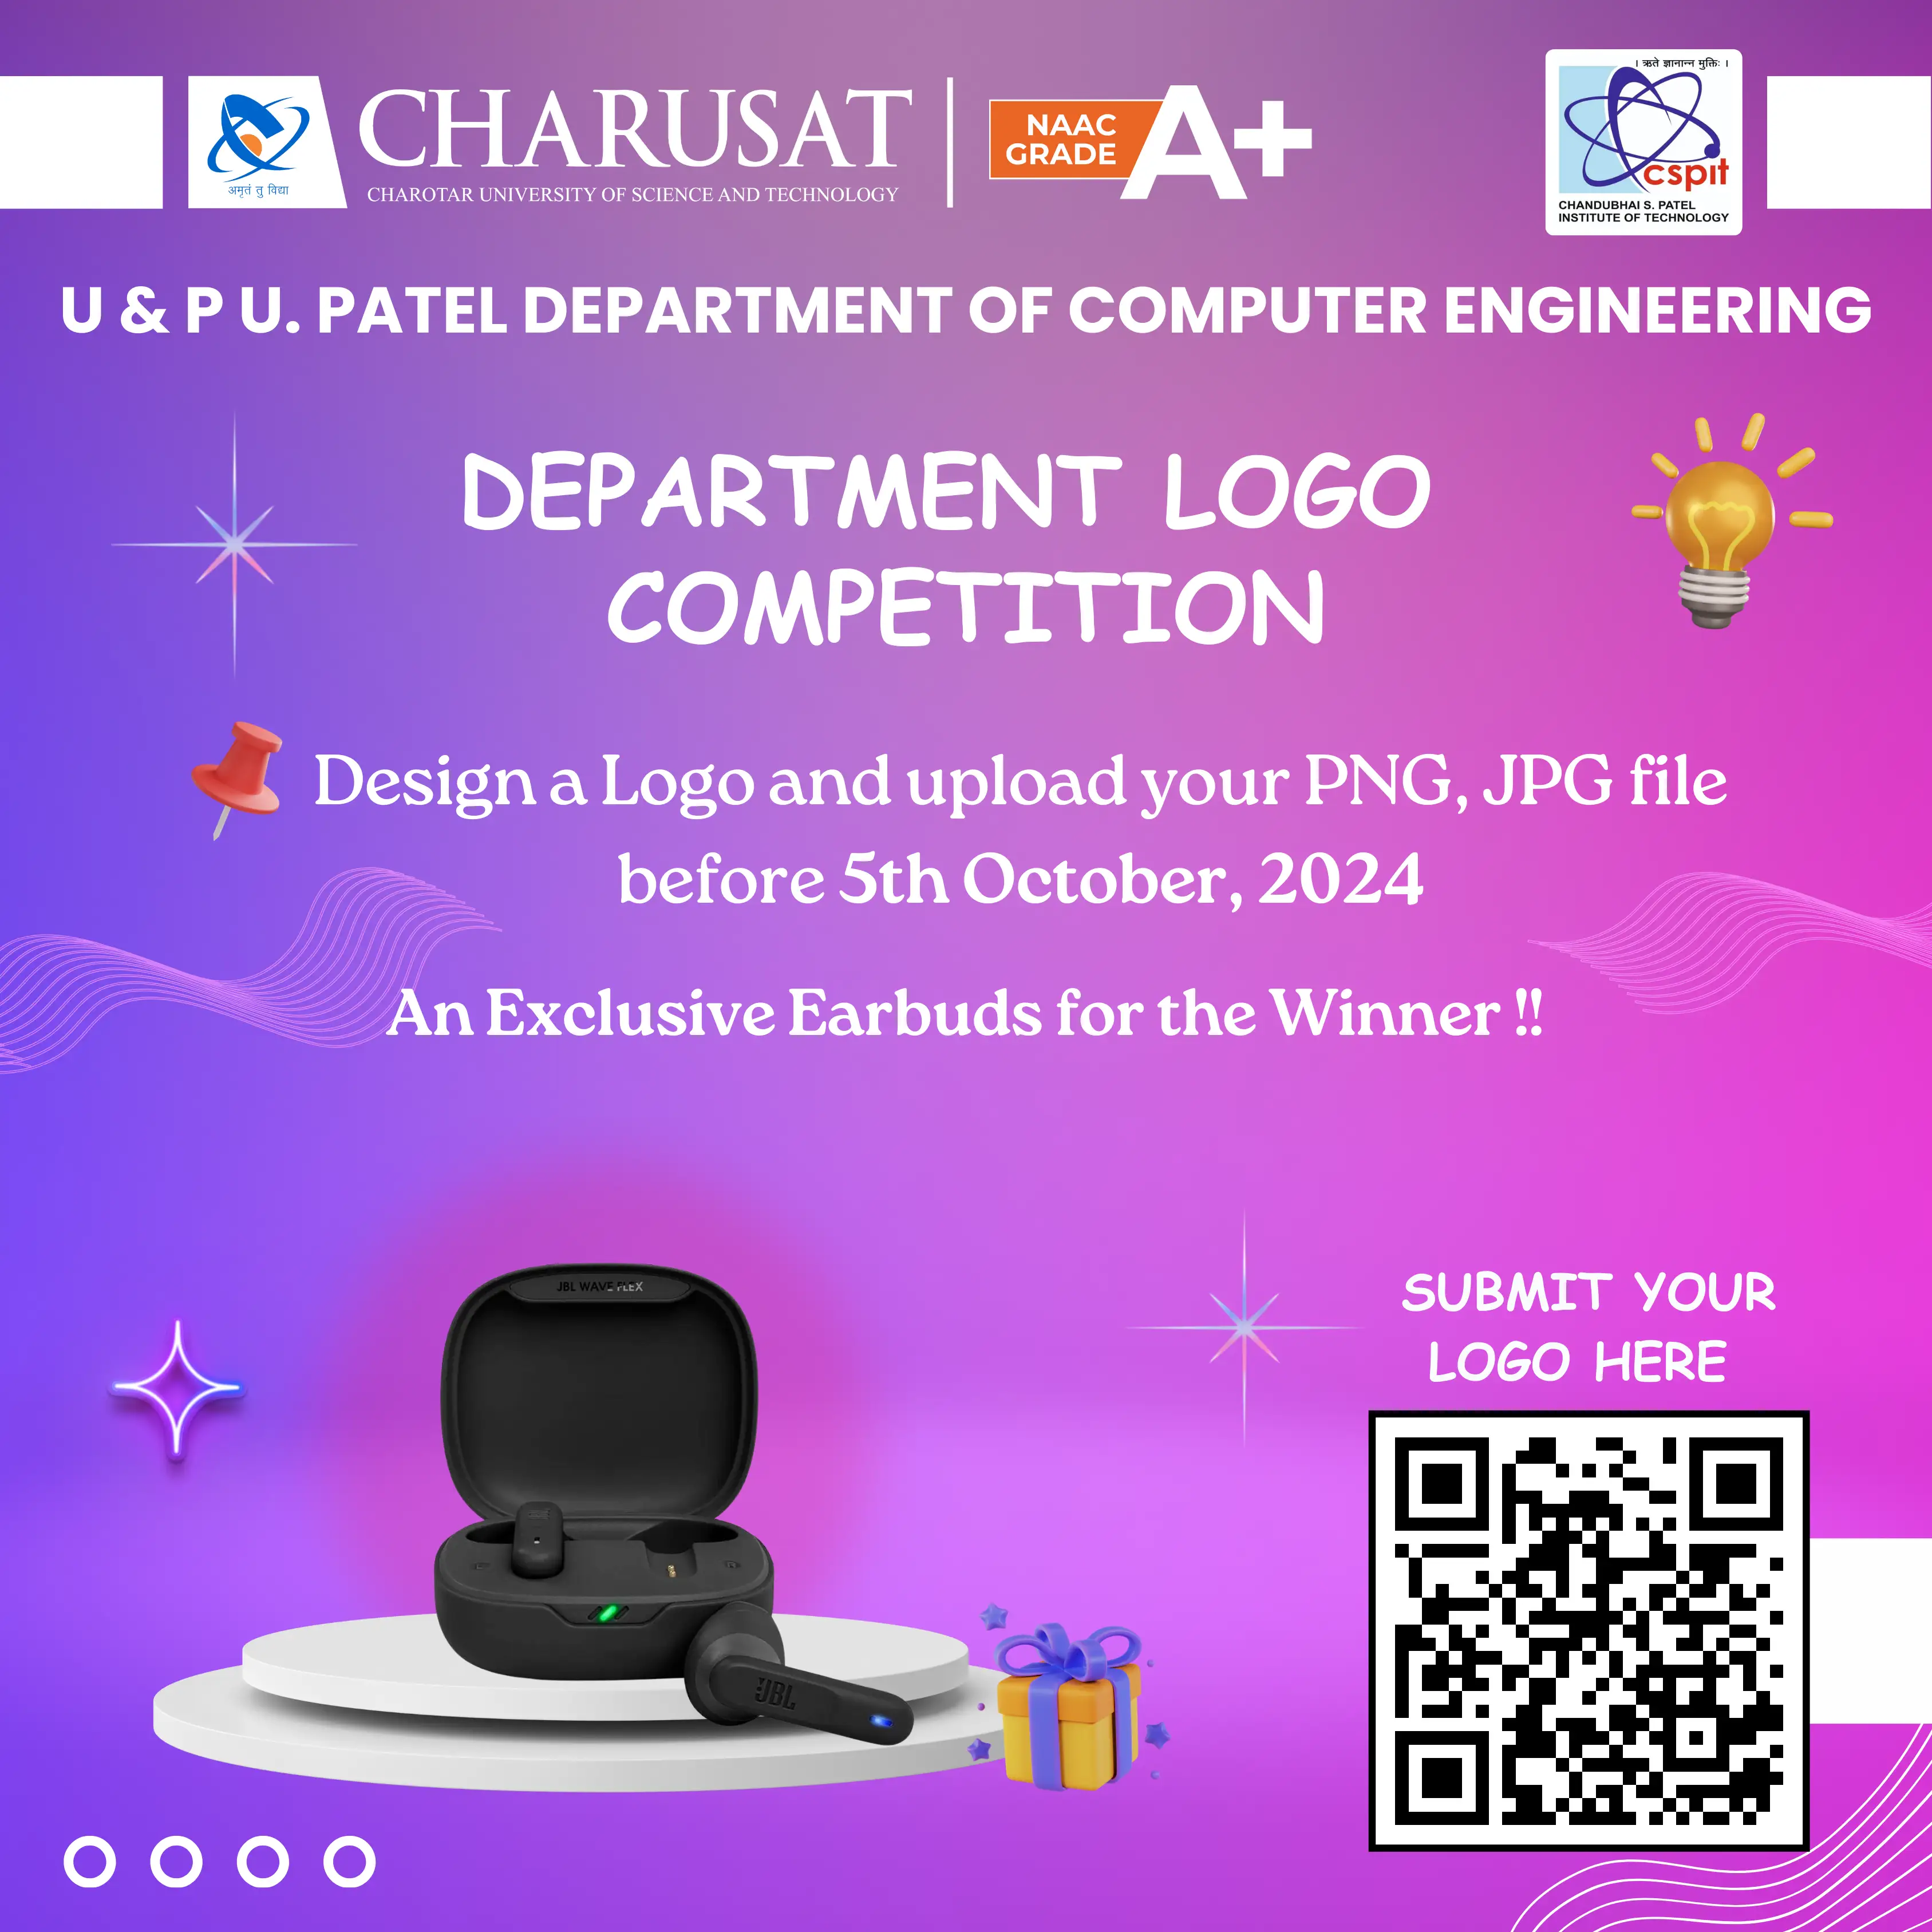 अमृतं तु विद्या
CHARUSAT
CHAROTAR UNIVERSITY OF SCIENCE AND TECHNOLOGY
NAAC
GRADE
A+
। ऋते ज्ञानान्न मुक्तिः ।
cspit
CHANDUBHAI S. PATEL
INSTITUTE OF TECHNOLOGY
U & P U. PATEL DEPARTMENT OF COMPUTER ENGINEERING
DEPARTMENT LOGO
COMPETITION
Design a Logo and upload your PNG, JPG file
before 5th October, 2024
An Exclusive Earbuds for the Winner !!
JBL WAVE FLEX
JBL
SUBMIT YOUR
LOGO HERE